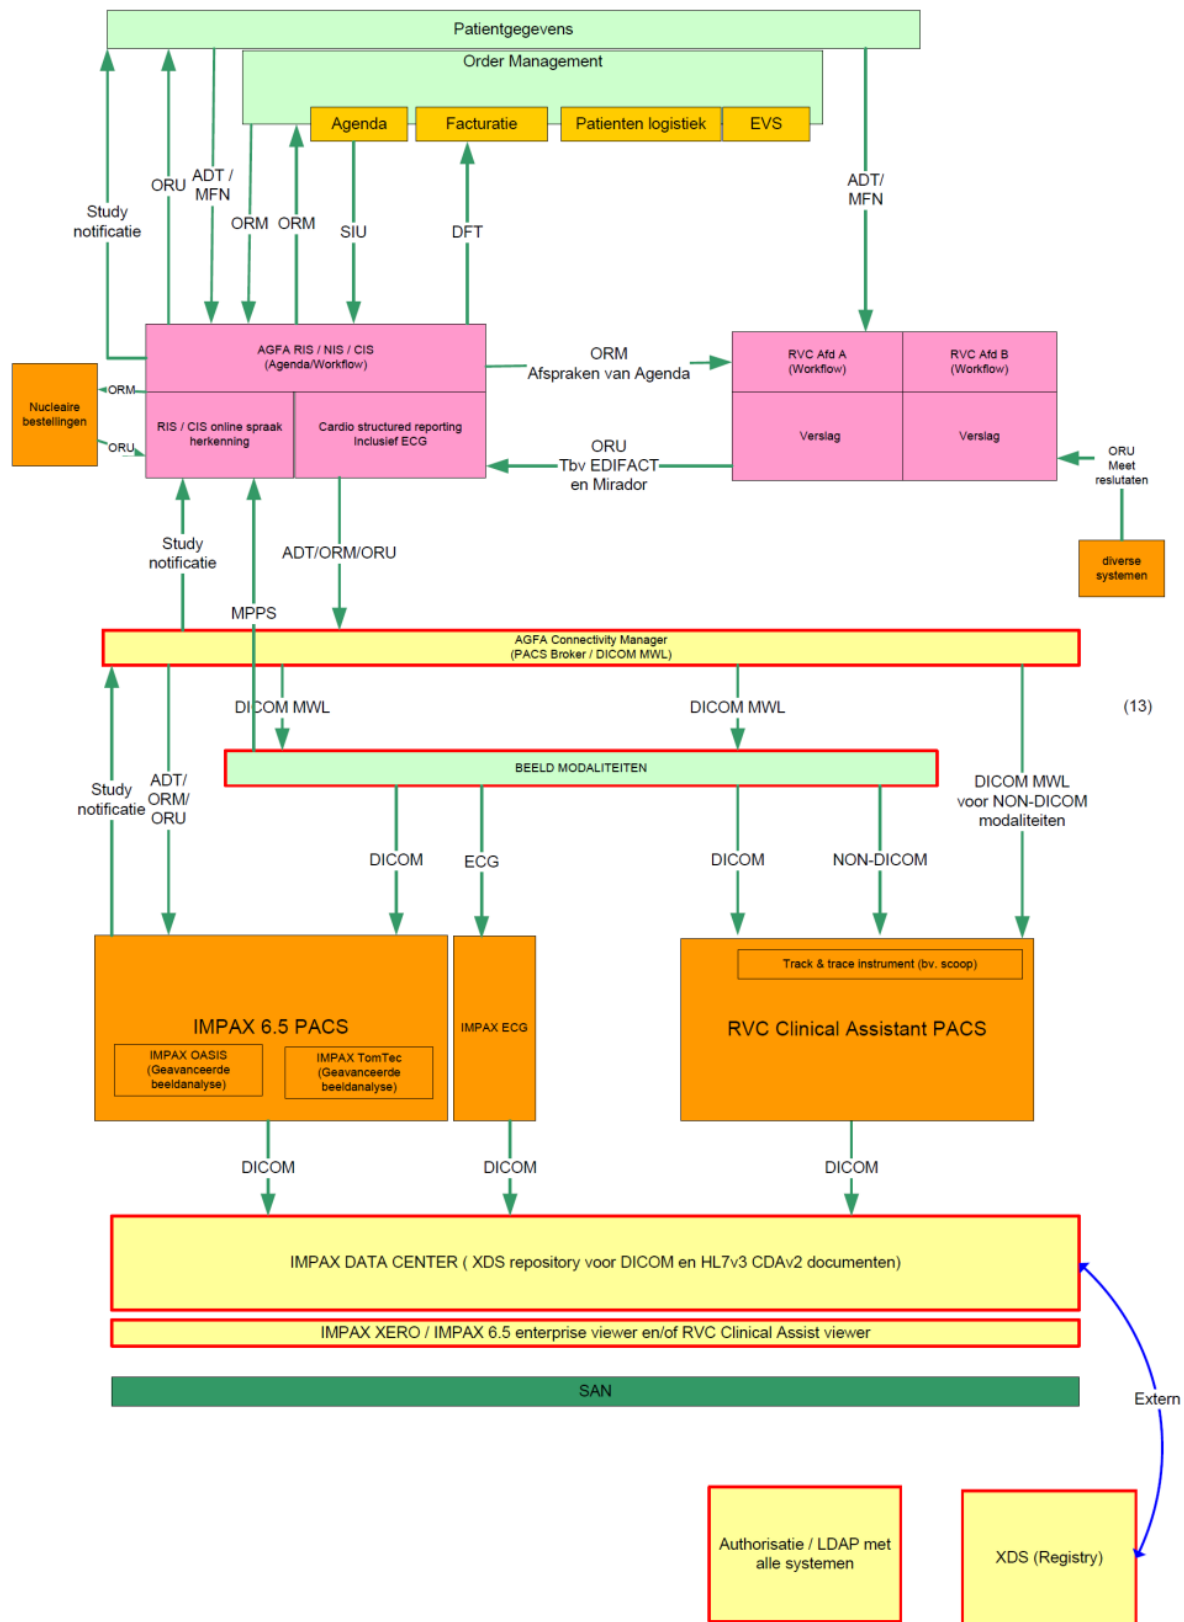 Patientgegevens
Order Management
Agenda
Facturatie
Patienten logistiek
EVS
Study
notificatie
ORU
ADT /
MFN
ORM
ORM
SIU
DFT
ADT/
MFN
AGFA RIS / NIS / CIS
(Agenda/Workflow)
RIS / CIS online spraak
herkenning
Cardio structured reporting
Inclusief ECG
Nucleaire
bestellingen
ORM
ORU
ORM
Afspraken van Agenda
ORU
Tbv EDIFACT
en Mirador
RVC Afd A
(Workflow)
RVC Afd B
(Workflow)
Verslag
Verslag
ORU
Meet
reslutaten
diverse
systemen
Study
notificatie
MPPS
ADT/ORM/ORU
AGFA Connectivity Manager
(PACS Broker / DICOM MWL)
(13)
DICOM MWL
DICOM MWL
BEELD MODALITEITEN
Study
notificatie
ADT/
ORM/
ORU
DICOM
ECG
DICOM
NON-DICOM
DICOM MWL
voor NON-DICOM
modaliteiten
IMPAX 6.5 PACS
IMPAX OASIS
(Geavanceerde
beeldanalyse)
IMPAX TomTec
(Geavanceerde
beeldanalyse)
IMPAX ECG
Track & trace instrument (bv. scoop)
RVC Clinical Assistant PACS
DICOM
DICOM
DICOM
IMPAX DATA CENTER ( XDS repository voor DICOM en HL7v3 CDAv2 documenten)
IMPAX XERO / IMPAX 6.5 enterprise viewer en/of RVC Clinical Assist viewer
SAN
Extern
Authorisatie / LDAP met
alle systemen
XDS (Registry)